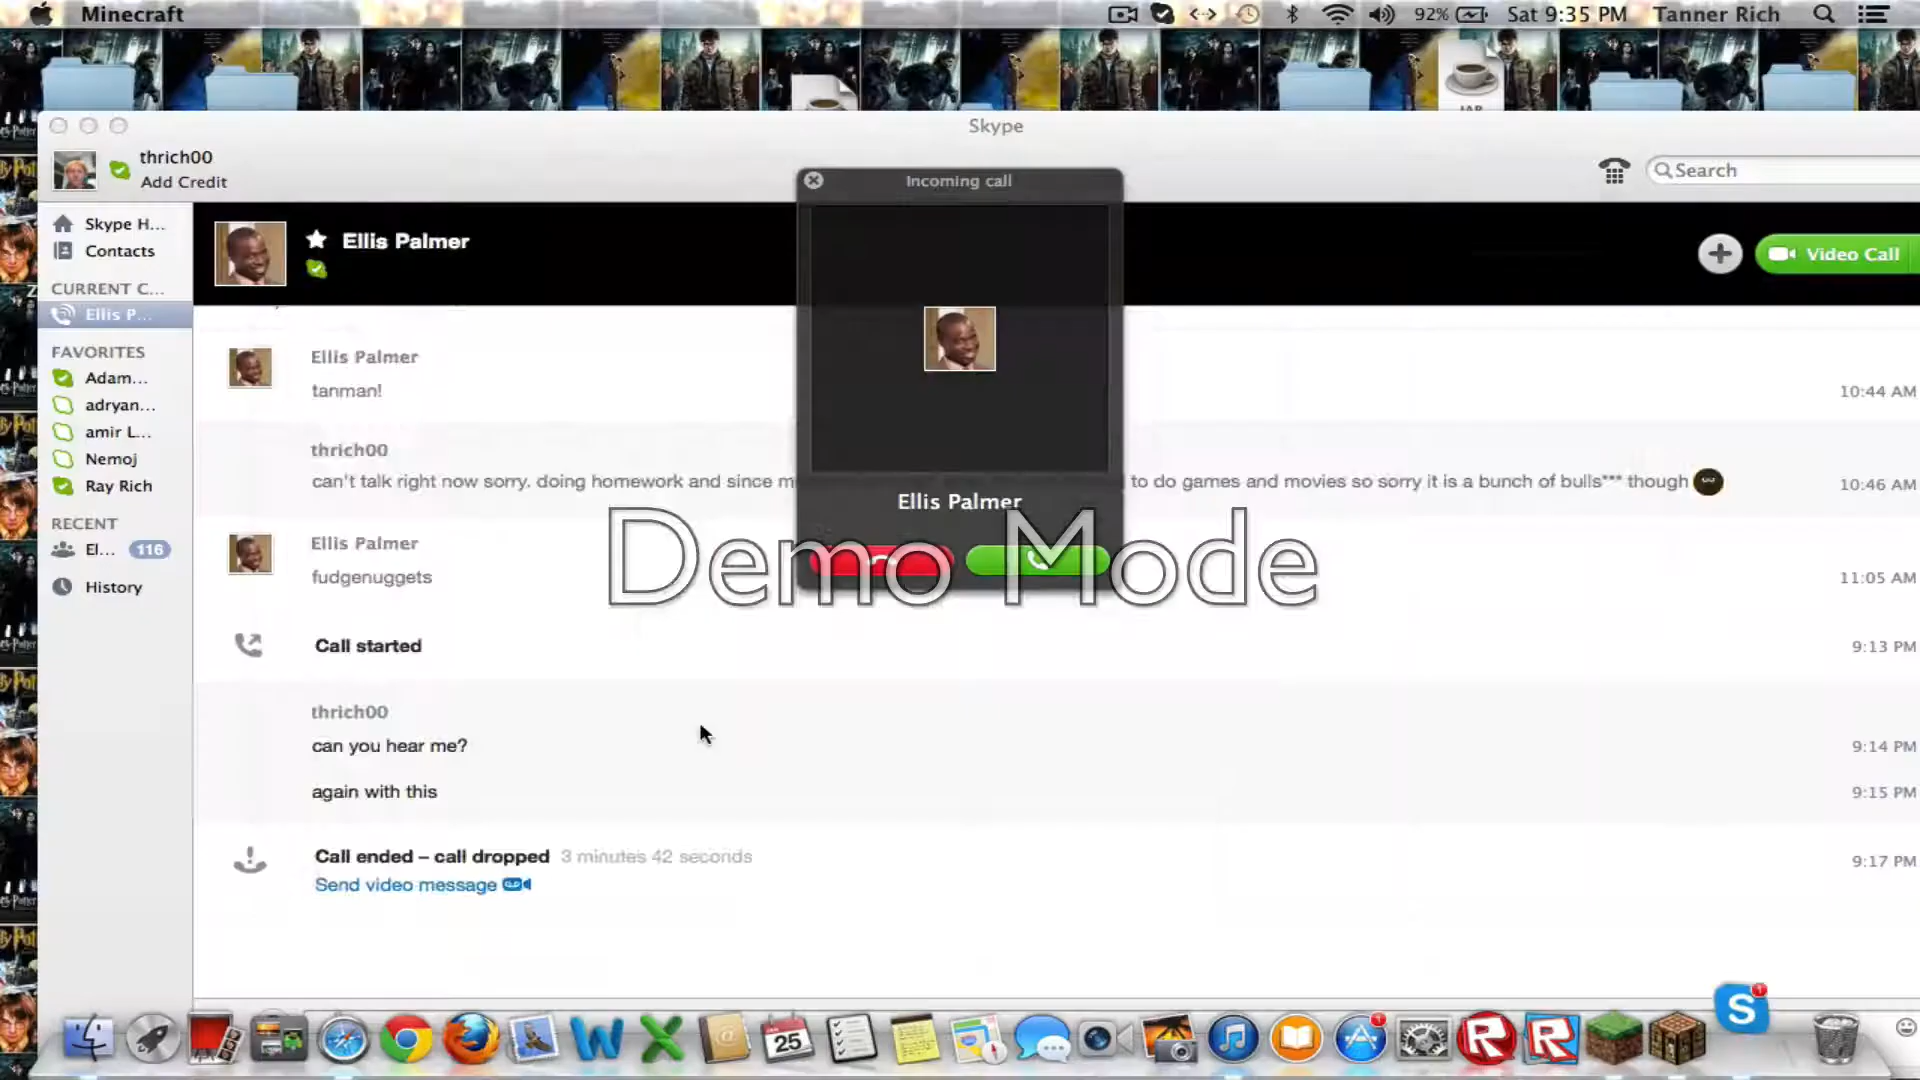 Minecraft
92%
Sat 9:35 PM
Tanner Rich
JAR
Skype
thrich00
Add Credit
Search
Incoming call
Skype H...
Contacts
CURRENT C...
Ellis P...
FAVORITES
Adam...
adryan...
amir L...
Nemoj
Ray Rich
RECENT
El...
116
History
Ellis Palmer
Video Call
Ellis Palmer
tanman!
10:44 AM
thrich00
can't talk right now sorry. doing homework and since m
to do games and movies so sorry it is a bunch of bulls*** though
10:46 AM
Ellis Palmer
Demo Mode
Ellis Palmer
fudgenuggets
11:05 AM
Call started
9:13 PM
thrich00
can you hear me?
9:14 PM
again with this
9:15 PM
Call ended – call dropped 3 minutes 42 seconds
9:17 PM
Send video message
25